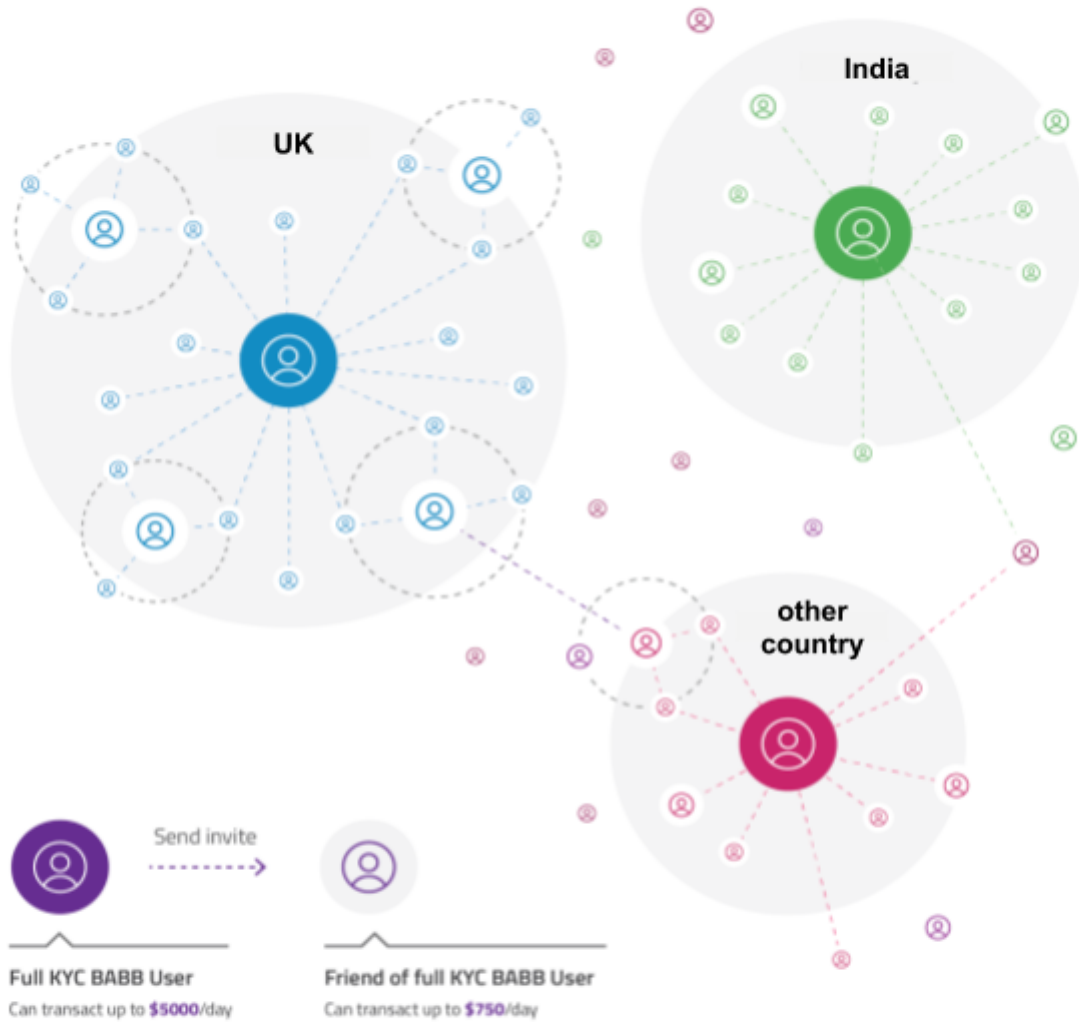 India
UK
other
country
Send invite
Full KYC BABB User
Can transact up to $5000/day
Friend of full KYC BABB User
Can transact up to $750/day